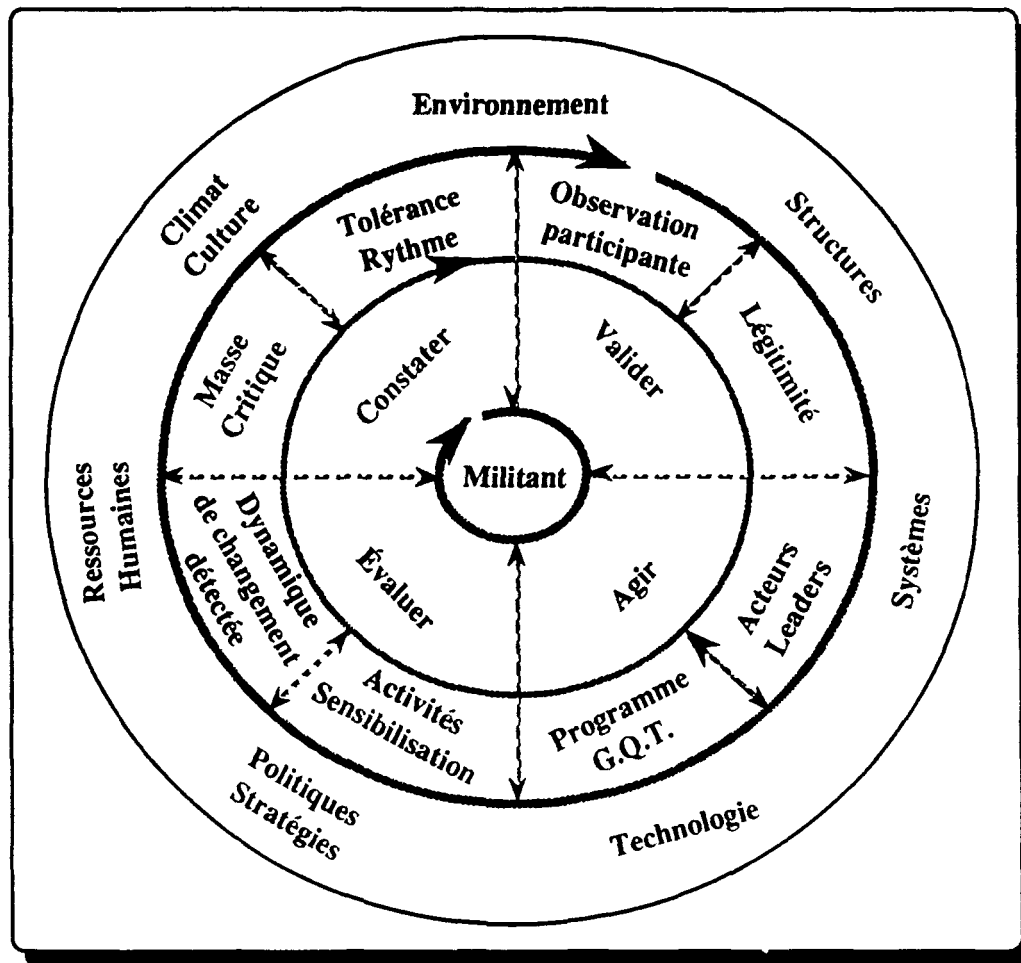 Environnement
Climat
Culture
Structures
Tolérance
Rythme
Observation
participante
Masse
Critique
Légitimité
Constater
Valider
Militant
Ressources
Humaines
Systèmes
Dynamique
de changement
détectée
Évaluer
Agir
Acteurs
Leaders
Activités
Sensibilisation
Programme
G.Q.T.
Politiques
Stratégies
Technologie